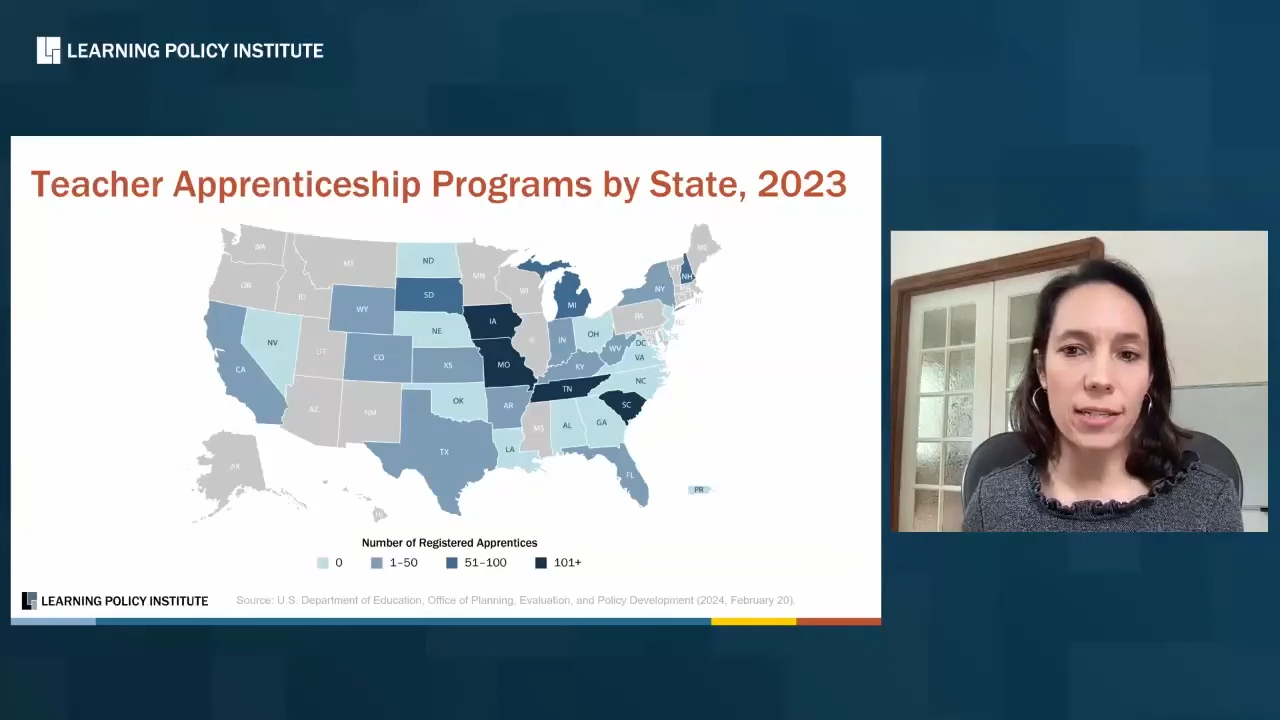 LEARNING POLICY INSTITUTE
Teacher Apprenticeship Programs by State, 2023
WA
MT
ND
MN
ME
OR
ID
SD
WI
MI
NY
VT
NH
WY
IA
PA
NE
NV
UT
CO
IN
OH
NJ
DE
DC
CA
KS
MO
KY
WV
VA
TN
NC
AZ
NM
OK
AR
SC
MS
AL
GA
TX
LA
FL
AK
HI
PR
Number of Registered Apprentices
0
1–50
51–100
101+
LEARNING POLICY INSTITUTE
Source: U.S. Department of Education, Office of Planning, Evaluation, and Policy Development (2024, February 20).